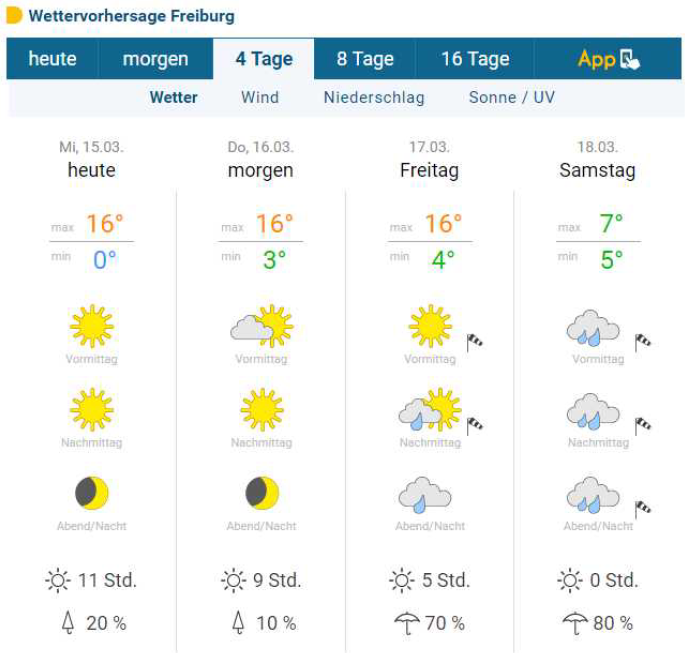 Wettervorhersage Freiburg
heute morgen 4 Tage 8 Tage 16 Tage App
Wetter Wind Niederschlag Sonne / UV
Mi, 15.03. Do, 16.03. 17.03. 18.03.
heute morgen Freitag Samstag
max 16° max 16° max 16° max 7°
min 0° min 3° min 4° min 5°
Vormittag Vormittag Vormittag Vormittag
Nachmittag Nachmittag Nachmittag Nachmittag
Abend/Nacht Abend/Nacht Abend/Nacht Abend/Nacht
11 Std. 9 Std. 5 Std. 0 Std.
20 % 10 % 70 % 80 %